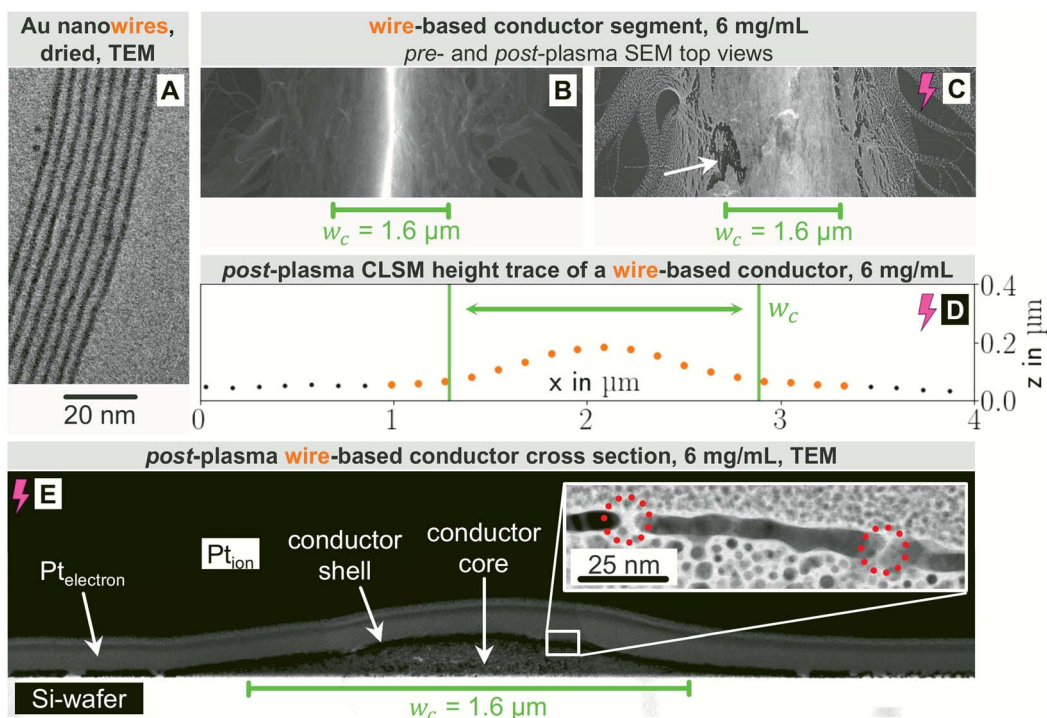 Au nanowires,
dried, TEM
A
20 nm
wire-based conductor segment, 6 mg/mL
pre- and post-plasma SEM top views
B
C
w_c = 1.6 μm
w_c = 1.6 μm
post-plasma CLSM height trace of a wire-based conductor, 6 mg/mL
D
w_c
x in μm
z in μm
0.4
0.2
0.0
0 1 2 3 4
post-plasma wire-based conductor cross section, 6 mg/mL, TEM
E
Pt_electron
Pt_ion
conductor
shell
conductor
core
25 nm
Si-wafer
w_c = 1.6 μm